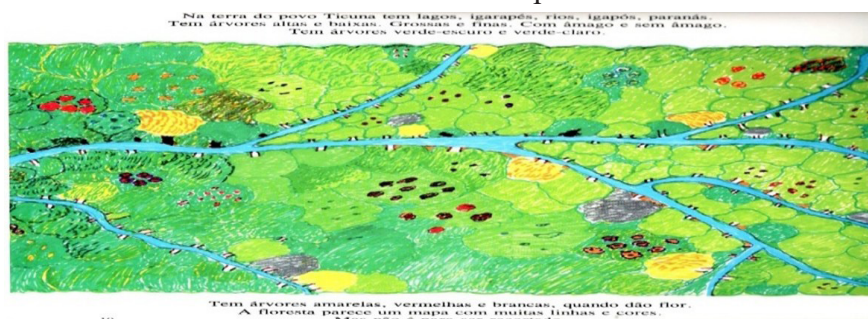 Na terra do povo Ticuna tem lagos, igarapés, rios, igapós, paranás.
Tem árvores altas e baixas. Grossas e finas. Com âmago e sem âmago.
Tem árvores verde-escuro e verde-claro.
Tem árvores amarelas, vermelhas e brancas, quando dão flor.
A floresta parece um mapa com muitas linhas e cores.